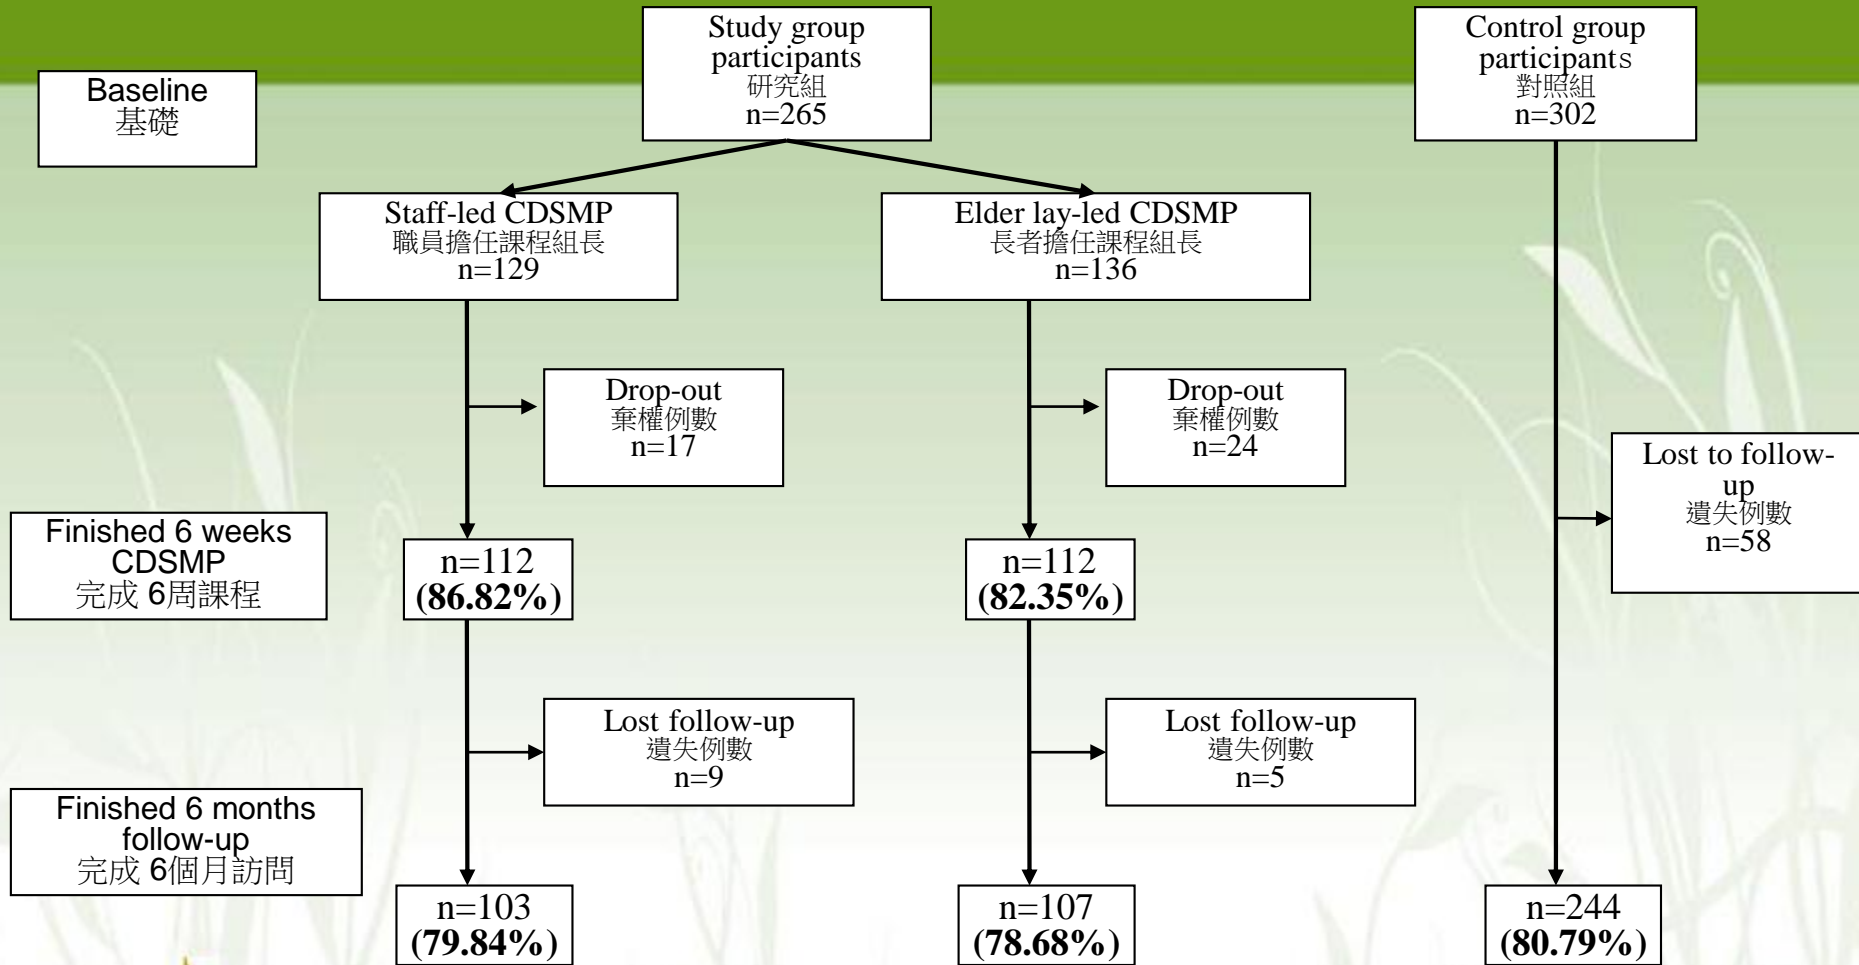 Study group
participants
研究組
n=265
Control group
participants
對照組
n=302
Baseline
基礎
Staff-led CDSMP
職員擔任課程組長
n=129
Elder lay-led CDSMP
長者擔任課程組長
n=136
Drop-out
棄權例數
n=17
Drop-out
棄權例數
n=24
Lost to follow-
up
遺失例數
n=58
Finished 6 weeks
CDSMP
完成 6周課程
n=112
(86.82%)
n=112
(82.35%)
Lost follow-up
遺失例數
n=9
Lost follow-up
遺失例數
n=5
Finished 6 months
follow-up
完成 6個月訪問
n=103
(79.84%)
n=107
(78.68%)
n=244
(80.79%)